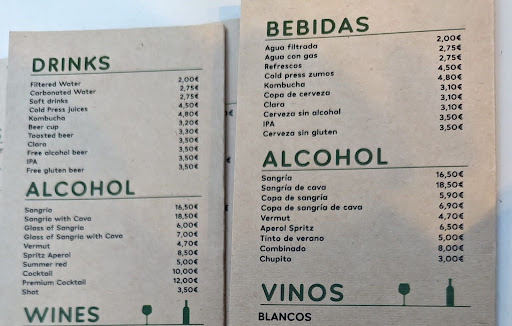 DRINKS
Filtered Water 2,00€
Carbonated Water 2,75€
Soft drinks 2,75€
Cold Press Juices 4,50€
Kombucha 4,80€
Beer cup 3,20€
Toasted beer 3,30€
Clara 3,50€
Free alcohol beer 3,50€
IPA 3,50€
Free gluten beer 3,50€
ALCOHOL
Sangría 16,50€
Sangría with Cava 18,50€
Glass of Sangría 6,00€
Glass of Sangría with Cava 7,00€
Vermut 4,70€
Spritz Aperol 8,50€
Summer red 5,00€
Cocktail 10,00€
Premium Cocktail 12,00€
Shot 3,50€
WINES
BEBIDAS
Agua filtrada 2,00€
Agua con gas 2,75€
Refrescos 2,75€
Cold press zumos 4,50€
Kombucha 4,80€
Copa de cerveza 3,10€
Clara 3,10€
Cerveza sin alcohol 3,50€
IPA 3,50€
Cerveza sin gluten 3,50€
ALCOHOL
Sangría 16,50€
Sangría de cava 18,50€
Copa de sangría 5,90€
Copa de sangría de cava 6,90€
Vermut 4,70€
Aperol Spritz 6,50€
Tinto de verano 5,00€
Combinado 8,00€
Chupito 3,00€
VINOS
BLANCOS